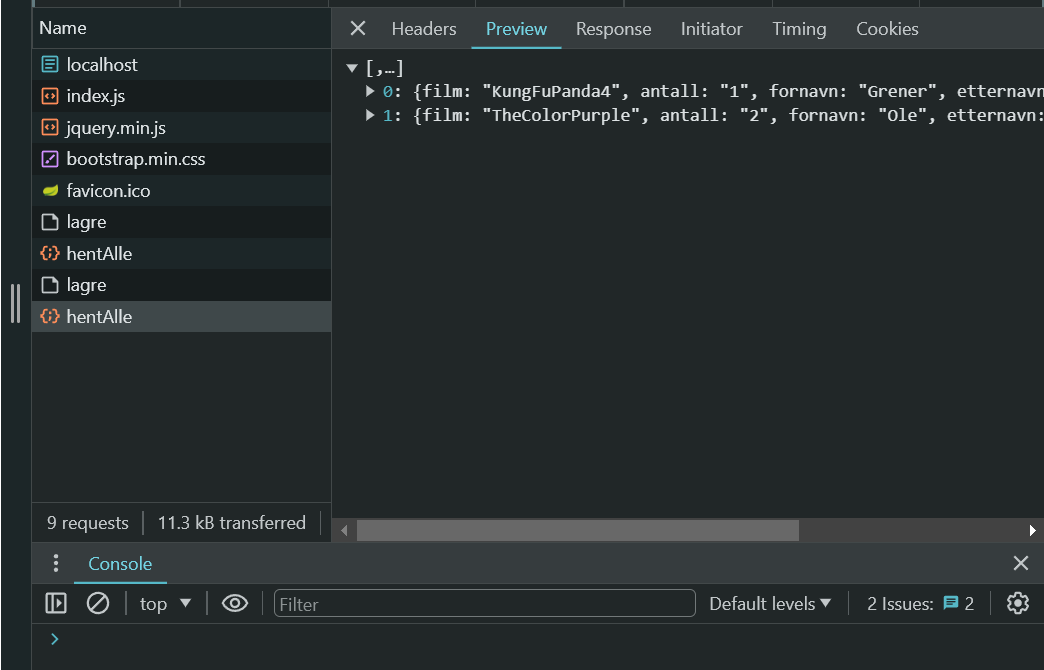 Name
Headers Preview Response Initiator Timing Cookies
localhost
index.js
jquery.min.js
bootstrap.min.css
favicon.ico
lagre
hentAlle
lagre
hentAlle
[,…]
0: {film: "KungFuPanda4", antall: "1", fornavn: "Grener", etternavn
1: {film: "TheColorPurple", antall: "2", fornavn: "Ole", etternavn:
9 requests 11.3 kB transferred
Console
top Filter Default levels 2 Issues: 2